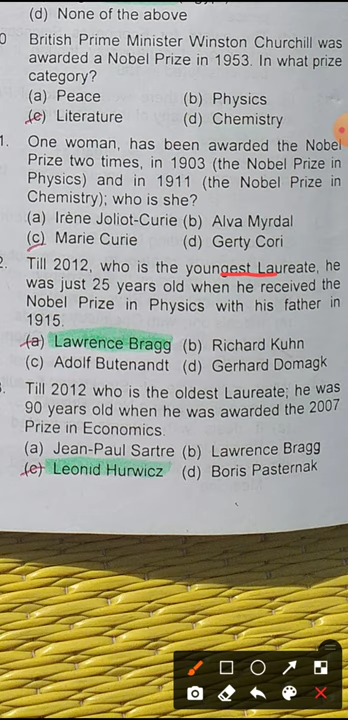 (d) None of the above
0 British Prime Minister Winston Churchill was
awarded a Nobel Prize in 1953. In what prize
category?
(a) Peace (b) Physics
(c) Literature (d) Chemistry
1. One woman, has been awarded the Nobel
Prize two times, in 1903 (the Nobel Prize in
Physics) and in 1911 (the Nobel Prize in
Chemistry); who is she?
(a) Irène Joliot-Curie (b) Alva Myrdal
(c) Marie Curie (d) Gerty Cori
2. Till 2012, who is the youngest Laureate, he
was just 25 years old when he received the
Nobel Prize in Physics with his father in
1915.
(a) Lawrence Bragg (b) Richard Kuhn
(c) Adolf Butenandt (d) Gerhard Domagk
Till 2012 who is the oldest Laureate; he was
90 years old when he was awarded the 2007
Prize in Economics.
(a) Jean-Paul Sartre (b) Lawrence Bragg
(c) Leonid Hurwicz (d) Boris Pasternak